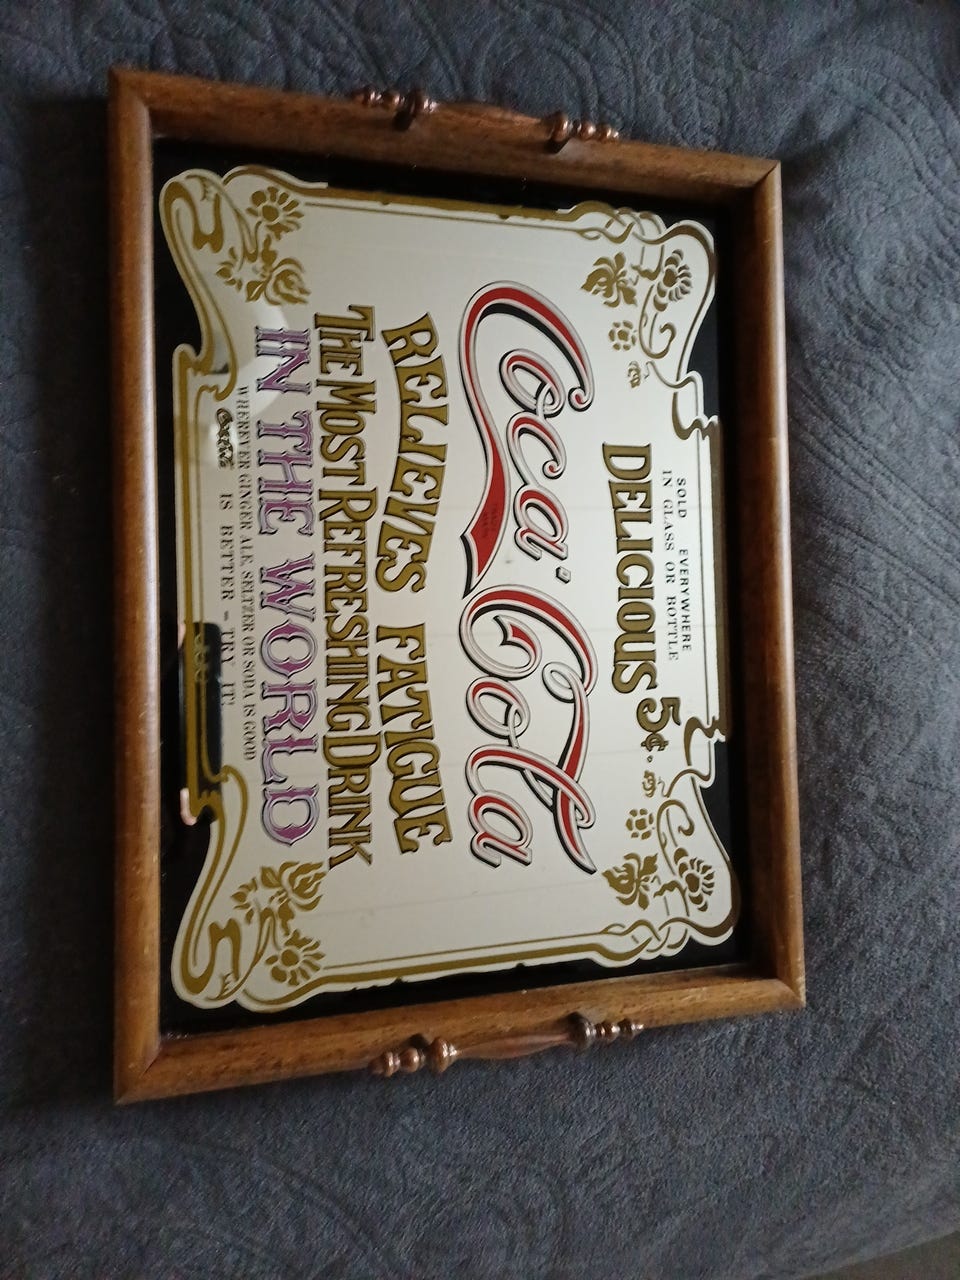 SOLD EVERYWHERE
IN GLASS OR BOTTLE
DELICIOUS 5¢.
Coca-Cola
RELIEVES FATIGUE
THE MOST REFRESHING DRINK
IN THE WORLD
WHEREVER GINGER ALE, SELTZER OR SODA IS GOOD
Coca-Cola IS BETTER - TRY IT!